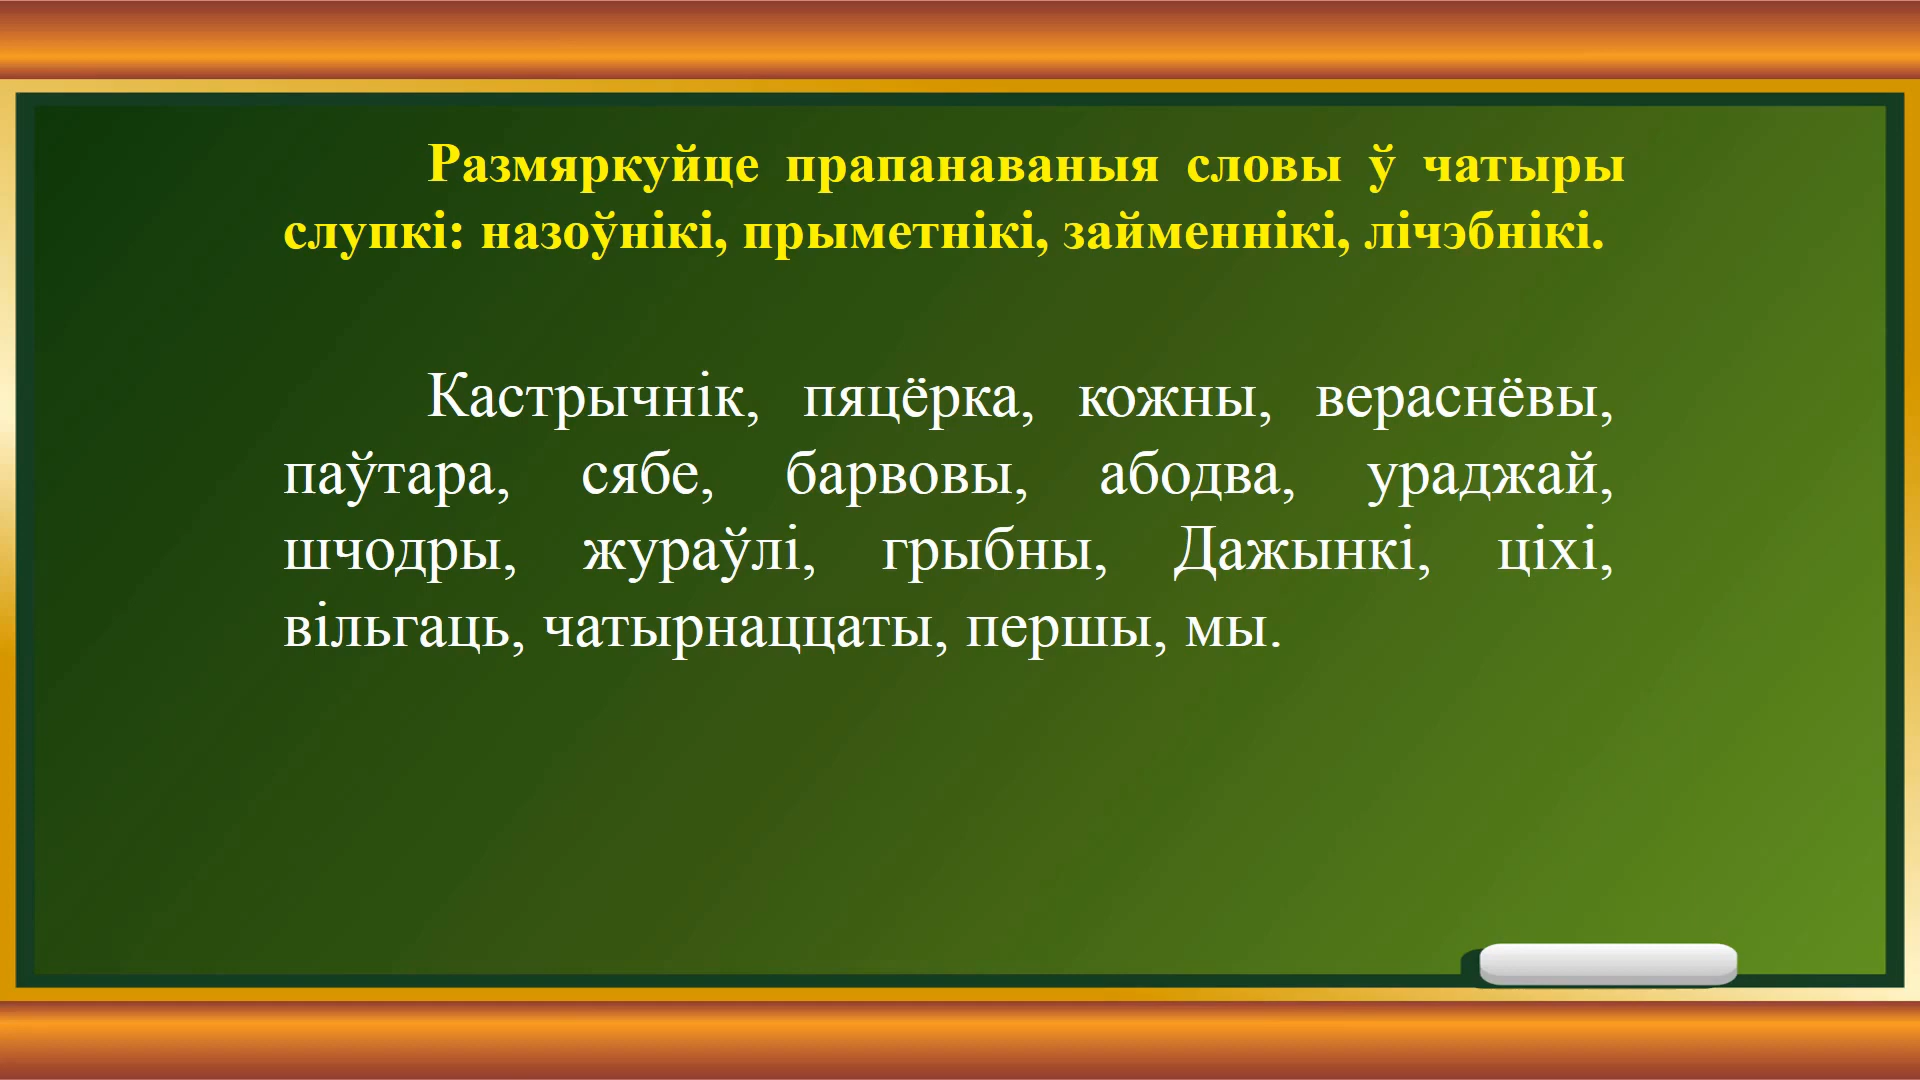 Размяркуйце прапанаваныя словы ў чатыры
слупкі: назоўнікі, прыметнікі, займеннікі, лічэбнікі.
Кастрычнік, пяцёрка, кожны, вераснёвы,
паўтара, сябе, барвовы, абодва, ураджай,
шчодры, жураўлі, грыбны, Дажынкі, ціхі,
вільгаць, чатырнаццаты, першы, мы.